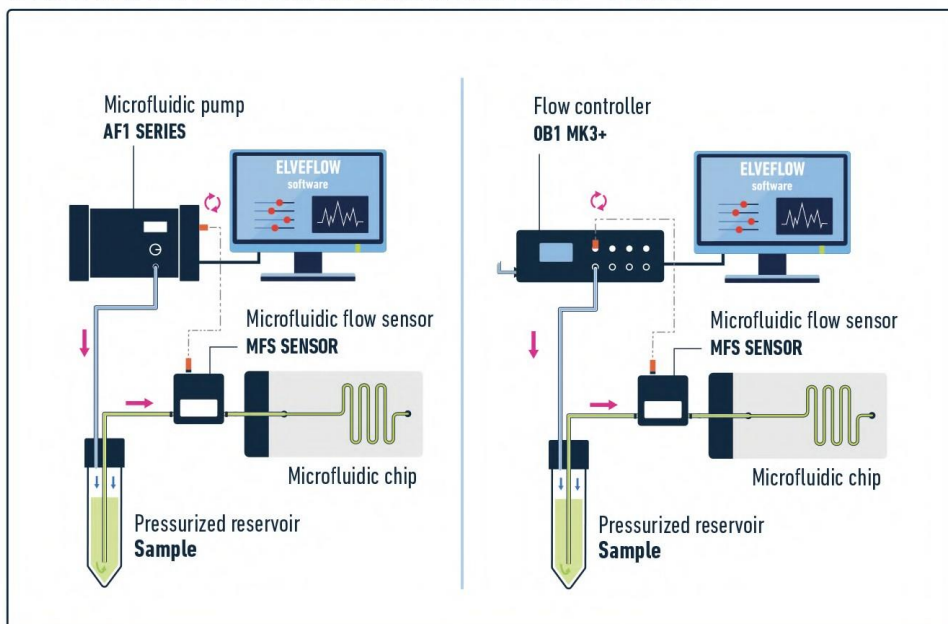 Microfluidic pump
AF1 SERIES
ELVEFLOW
software
Microfluidic flow sensor
MFS SENSOR
Microfluidic chip
Pressurized reservoir
Sample
Flow controller
OB1 MK3+
ELVEFLOW
software
Microfluidic flow sensor
MFS SENSOR
Microfluidic chip
Pressurized reservoir
Sample